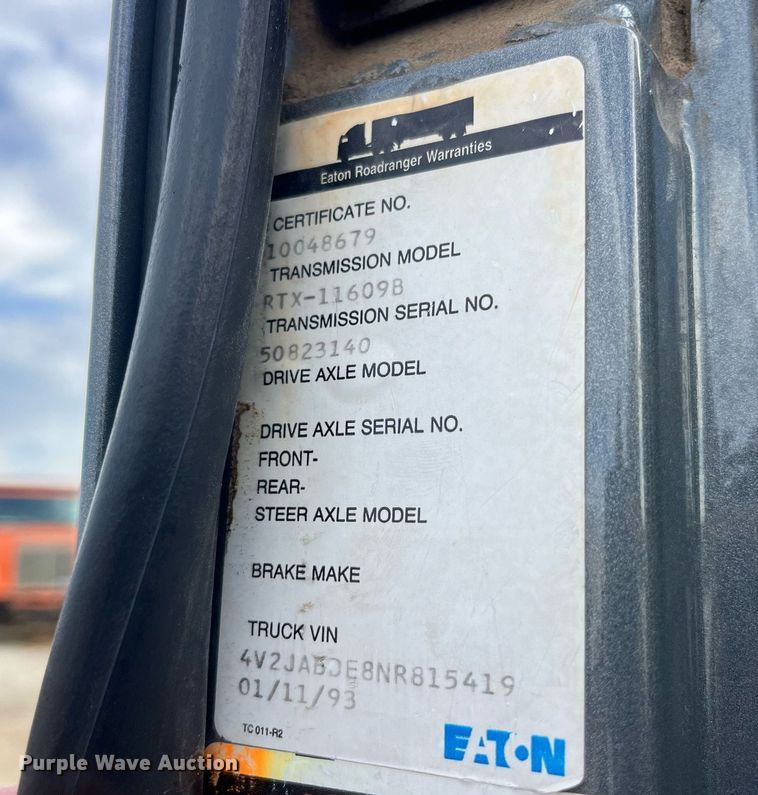 Eaton Roadranger Warranties
CERTIFICATE NO.
10048679
TRANSMISSION MODEL
RTX-11609B
TRANSMISSION SERIAL NO.
50823140
DRIVE AXLE MODEL
DRIVE AXLE SERIAL NO.
FRONT-
REAR-
STEER AXLE MODEL
BRAKE MAKE
TRUCK VIN
01/11/93
TC 011-R2
EATON
Purple Wave Auction